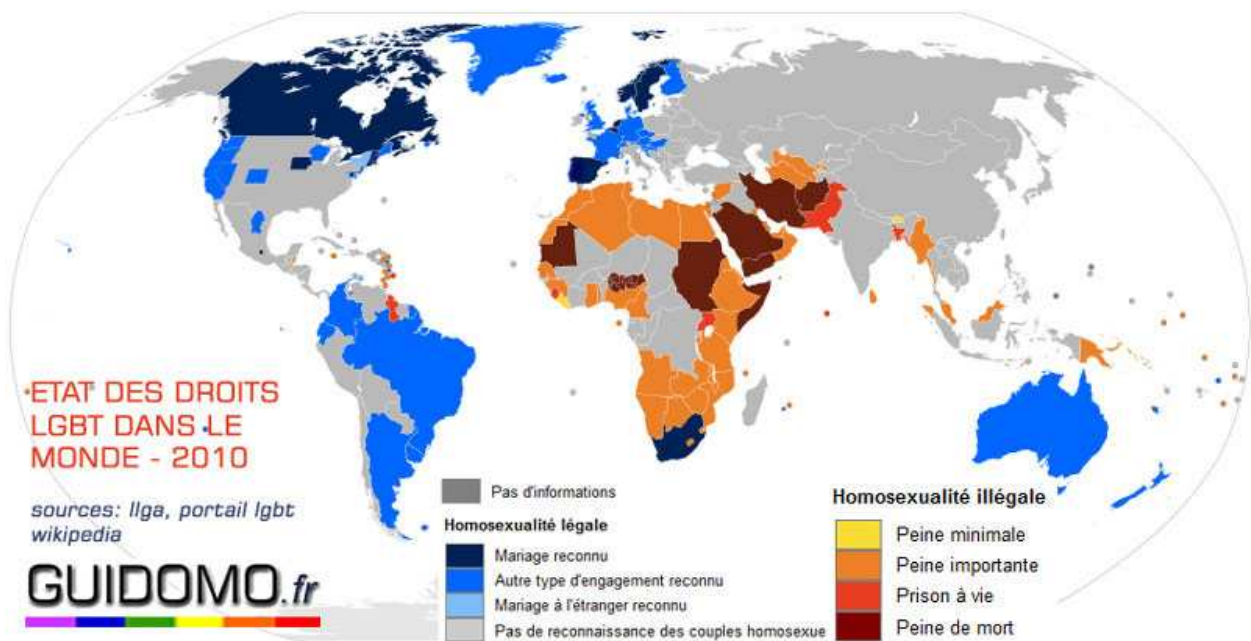 ETAT DES DROITS
LGBT DANS LE
MONDE - 2010
sources: Ilga, portail lgbt
wikipedia
GUIDOMO.fr
Pas d'informations
Homosexualité légale
Mariage reconnu
Autre type d'engagement reconnu
Mariage à l'étranger reconnu
Pas de reconnaissance des couples homosexue
Homosexualité illégale
Peine minimale
Peine importante
Prison à vie
Peine de mort